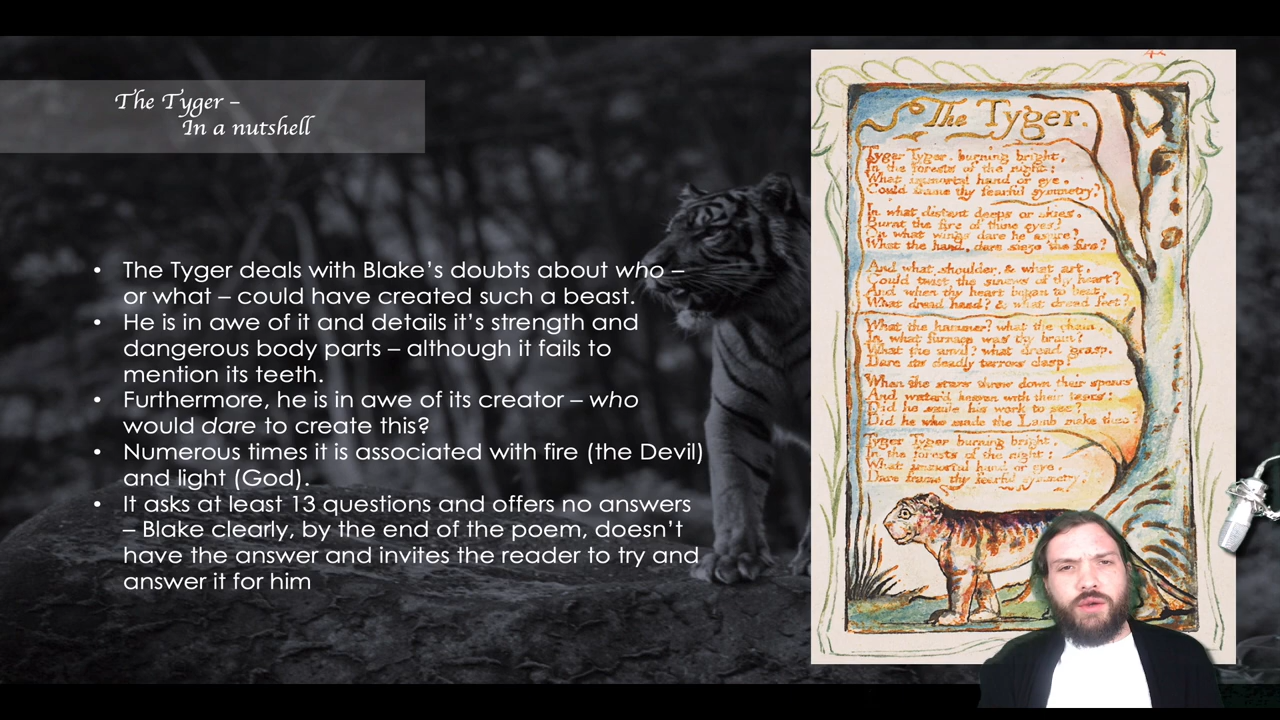 The Tyger –
In a nutshell
• The Tyger deals with Blake's doubts about who –
or what – could have created such a beast.
• He is in awe of it and details it's strength and
dangerous body parts – although it fails to
mention its teeth.
• Furthermore, he is in awe of its creator – who
would dare to create this?
• Numerous times it is associated with fire (the Devil)
and light (God).
• It asks at least 13 questions and offers no answers
– Blake clearly, by the end of the poem, doesn't
have the answer and invites the reader to try and
answer it for him
The Tyger.
Tyger Tyger, burning bright,
In the forests of the night:
What immortal hand or eye,
Could frame thy fearful symmetry?
In what distant deeps or skies,
Burnt the fire of thine eyes?
On what wings dare he aspire?
What the hand, dare sieze the fire?
And what shoulder, & what art,
Could twist the sinews of thy heart?
And when thy heart began to beat,
What dread hand? & what dread feet?
What the hammer? what the chain,
In what furnace was thy brain?
What the anvil? what dread grasp,
Dare its deadly terrors clasp?
When the stars threw down their spears
And water'd heaven with their tears:
Did he smile his work to see?
Did he who made the Lamb make thee?
Tyger Tyger burning bright,
In the forests of the night:
What immortal hand or eye,
Dare frame thy fearful symmetry?